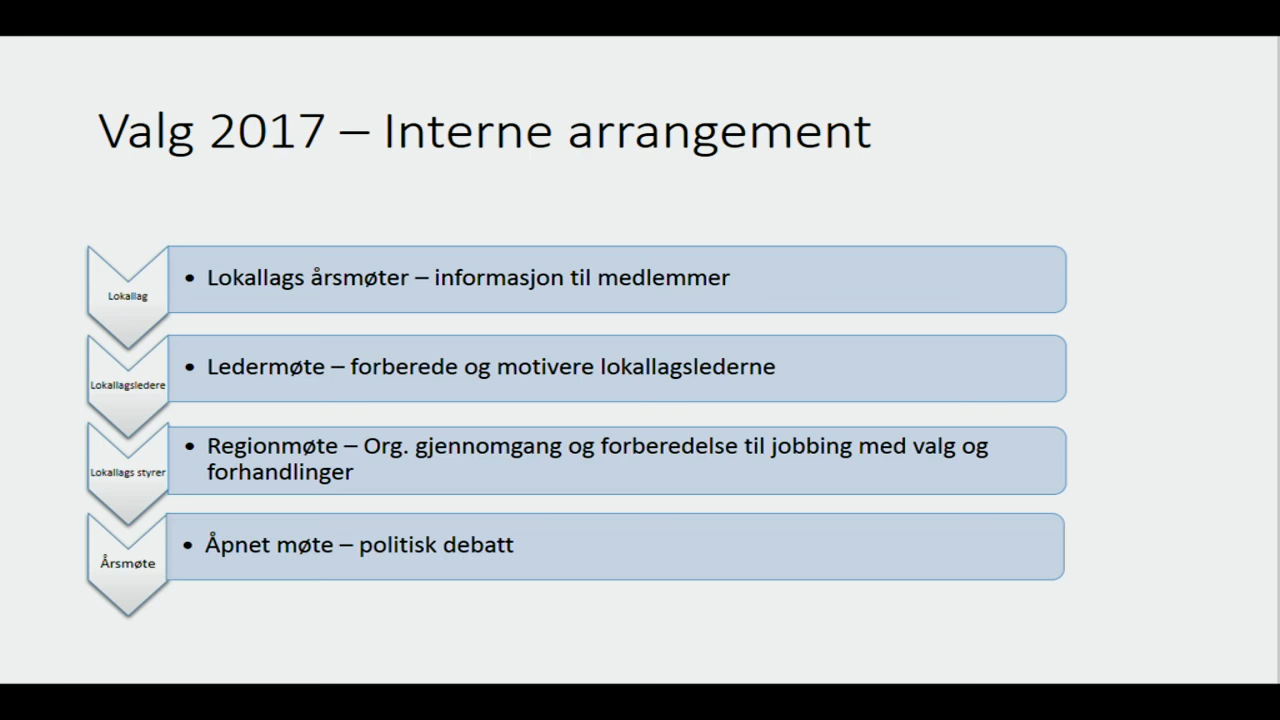 Valg 2017 – Interne arrangement
Lokallag
• Lokallags årsmøter – informasjon til medlemmer
Lokallagsledere
• Ledermøte – forberede og motivere lokallagslederne
Lokallags styrer
• Regionmøte – Org. gjennomgang og forberedelse til jobbing med valg og
forhandlinger
Årsmøte
• Åpnet møte – politisk debatt